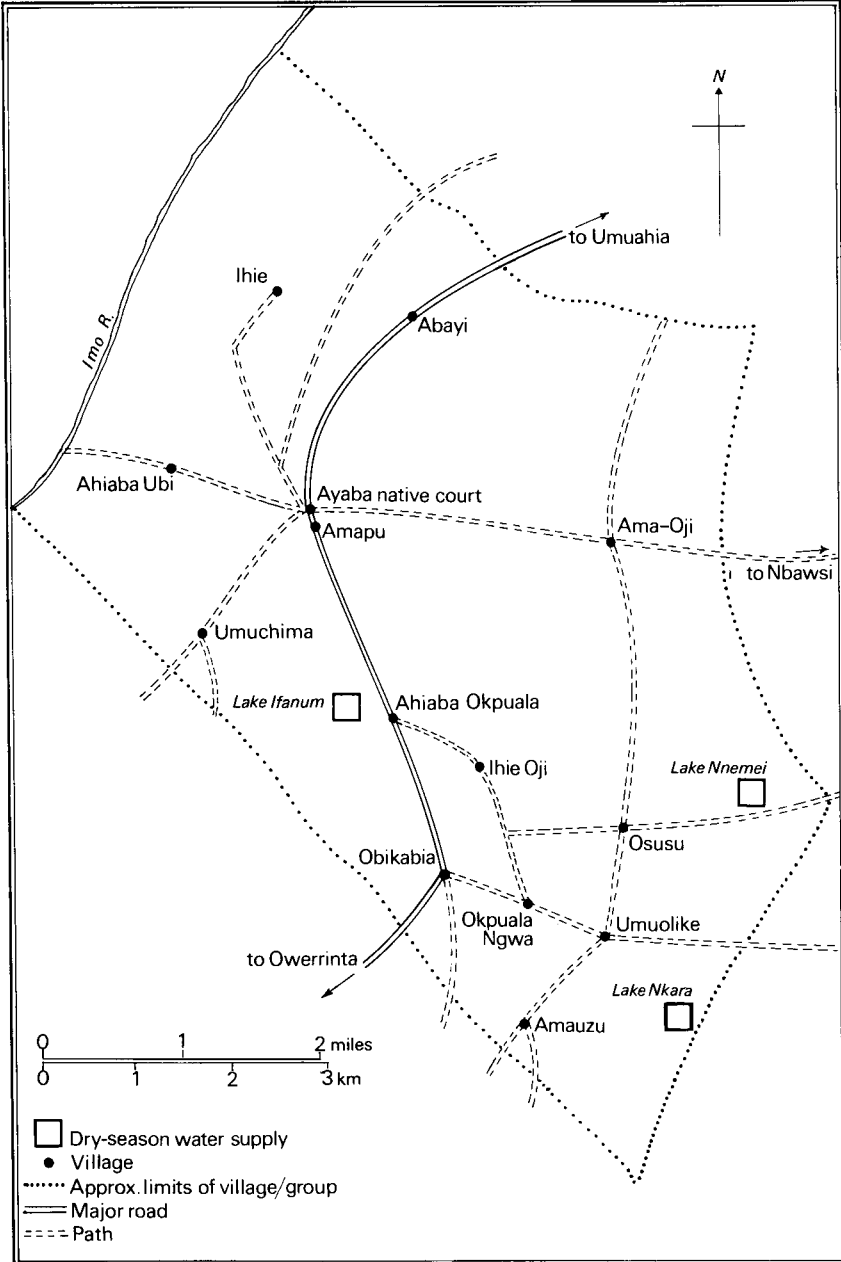 N
to Umuahia
Ihie
Abayi
Imo R.
Ahiaba Ubi
Ayaba native court
Amapu
Ama-Oji
to Nbawsi
Umuchima
Lake Ifanum
Ahiaba Okpuala
Ihie Oji
Lake Nnemei
Osusu
Obikabia
Okpuala
Ngwa
Umuolike
to Owerrinta
Lake Nkara
Amauzu
0 1 2 miles
0 1 2 3 km
Dry-season water supply
Village
Approx. limits of village/group
Major road
Path